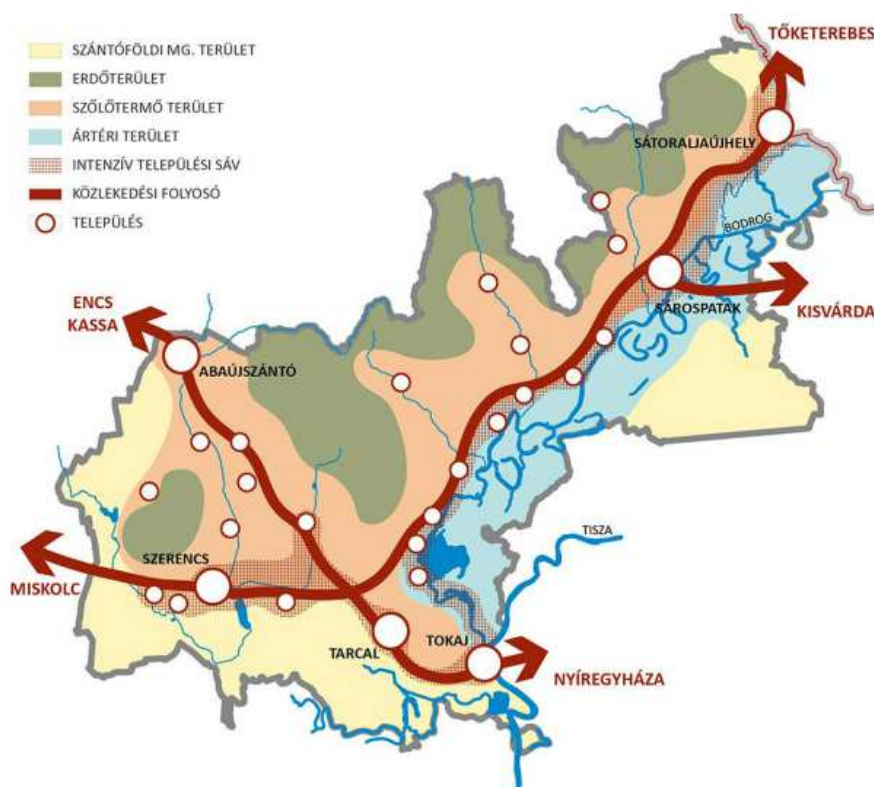 SZÁNTÓFÖLDI MG. TERÜLET
ERDŐTERÜLET
SZŐLŐTERMŐ TERÜLET
ÁRTÉRI TERÜLET
INTENZÍV TELEPÜLÉSI SÁV
KÖZLEKEDÉSI FOLYOSÓ
TELEPÜLÉS
TŐKETEREBES
SÁTORALJAÚJHELY
BODROG
SÁROSPATAK
KISVÁRDA
ENCS
KASSA
ABAÚJSZÁNTÓ
TISZA
SZERENCS
MISKOLC
TARCAL
TOKAJ
NYÍREGYHÁZA